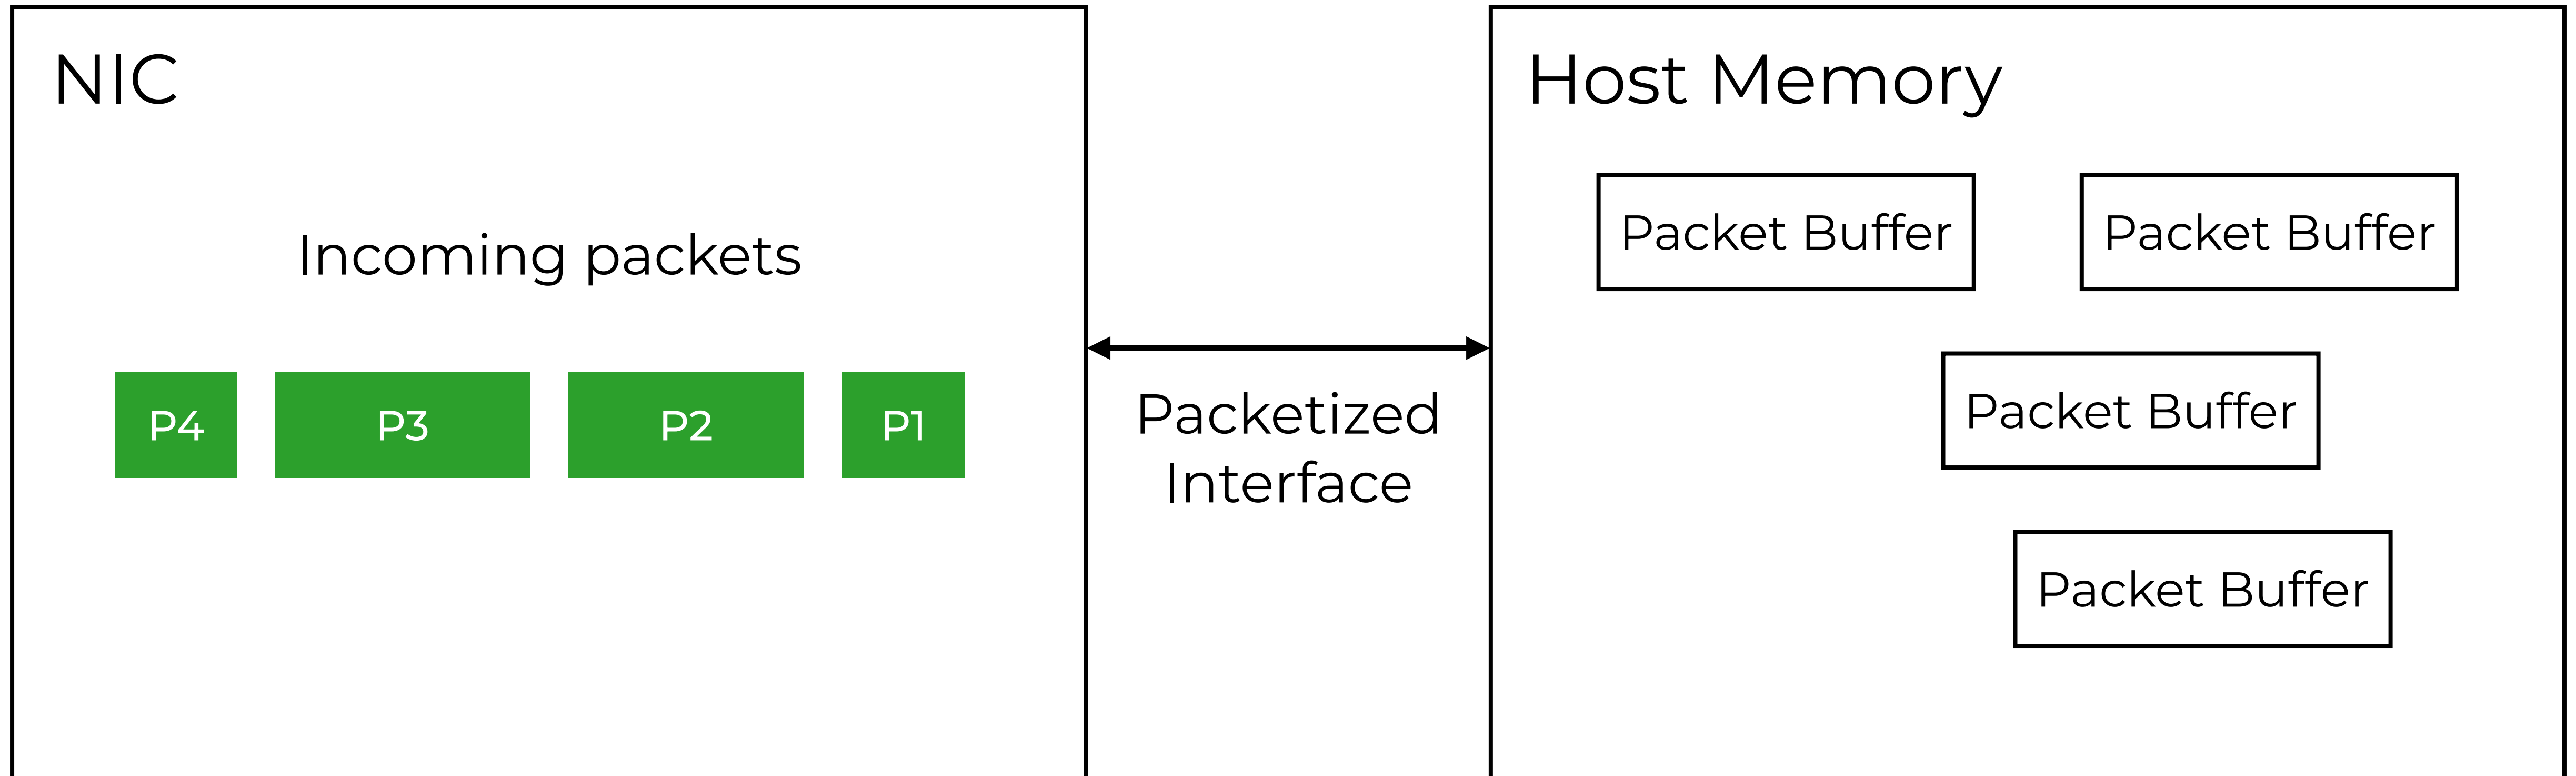 NIC
Incoming packets
P4
P3
P2
P1
Packetized
Interface
Host Memory
Packet Buffer
Packet Buffer
Packet Buffer
Packet Buffer